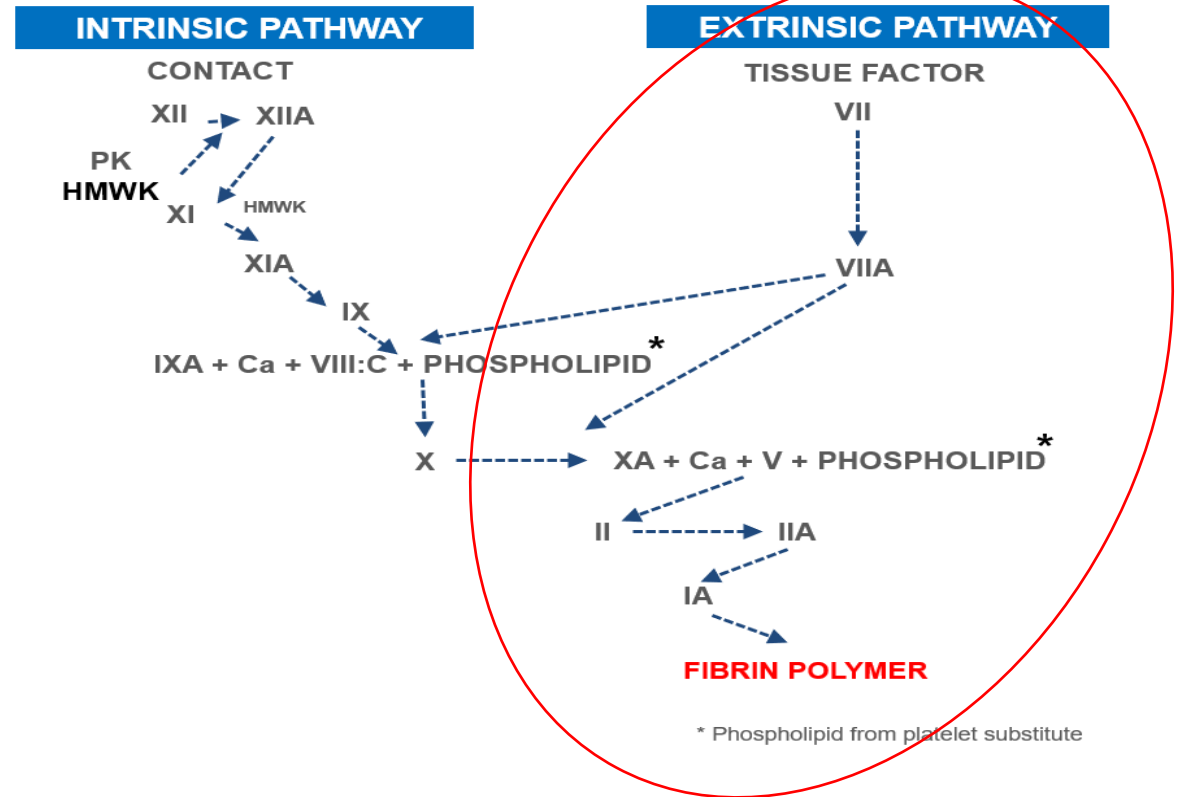 INTRINSIC PATHWAY
EXTRINSIC PATHWAY
CONTACT
TISSUE FACTOR
XII
XIIA
VII
PK
HMWK
XI
HMWK
XIA
VIIA
IX
IXA + Ca + VIII:C + PHOSPHOLIPID*
X
XA + Ca + V + PHOSPHOLIPID*
II
IIA
IA
FIBRIN POLYMER
* Phospholipid from platelet substitute